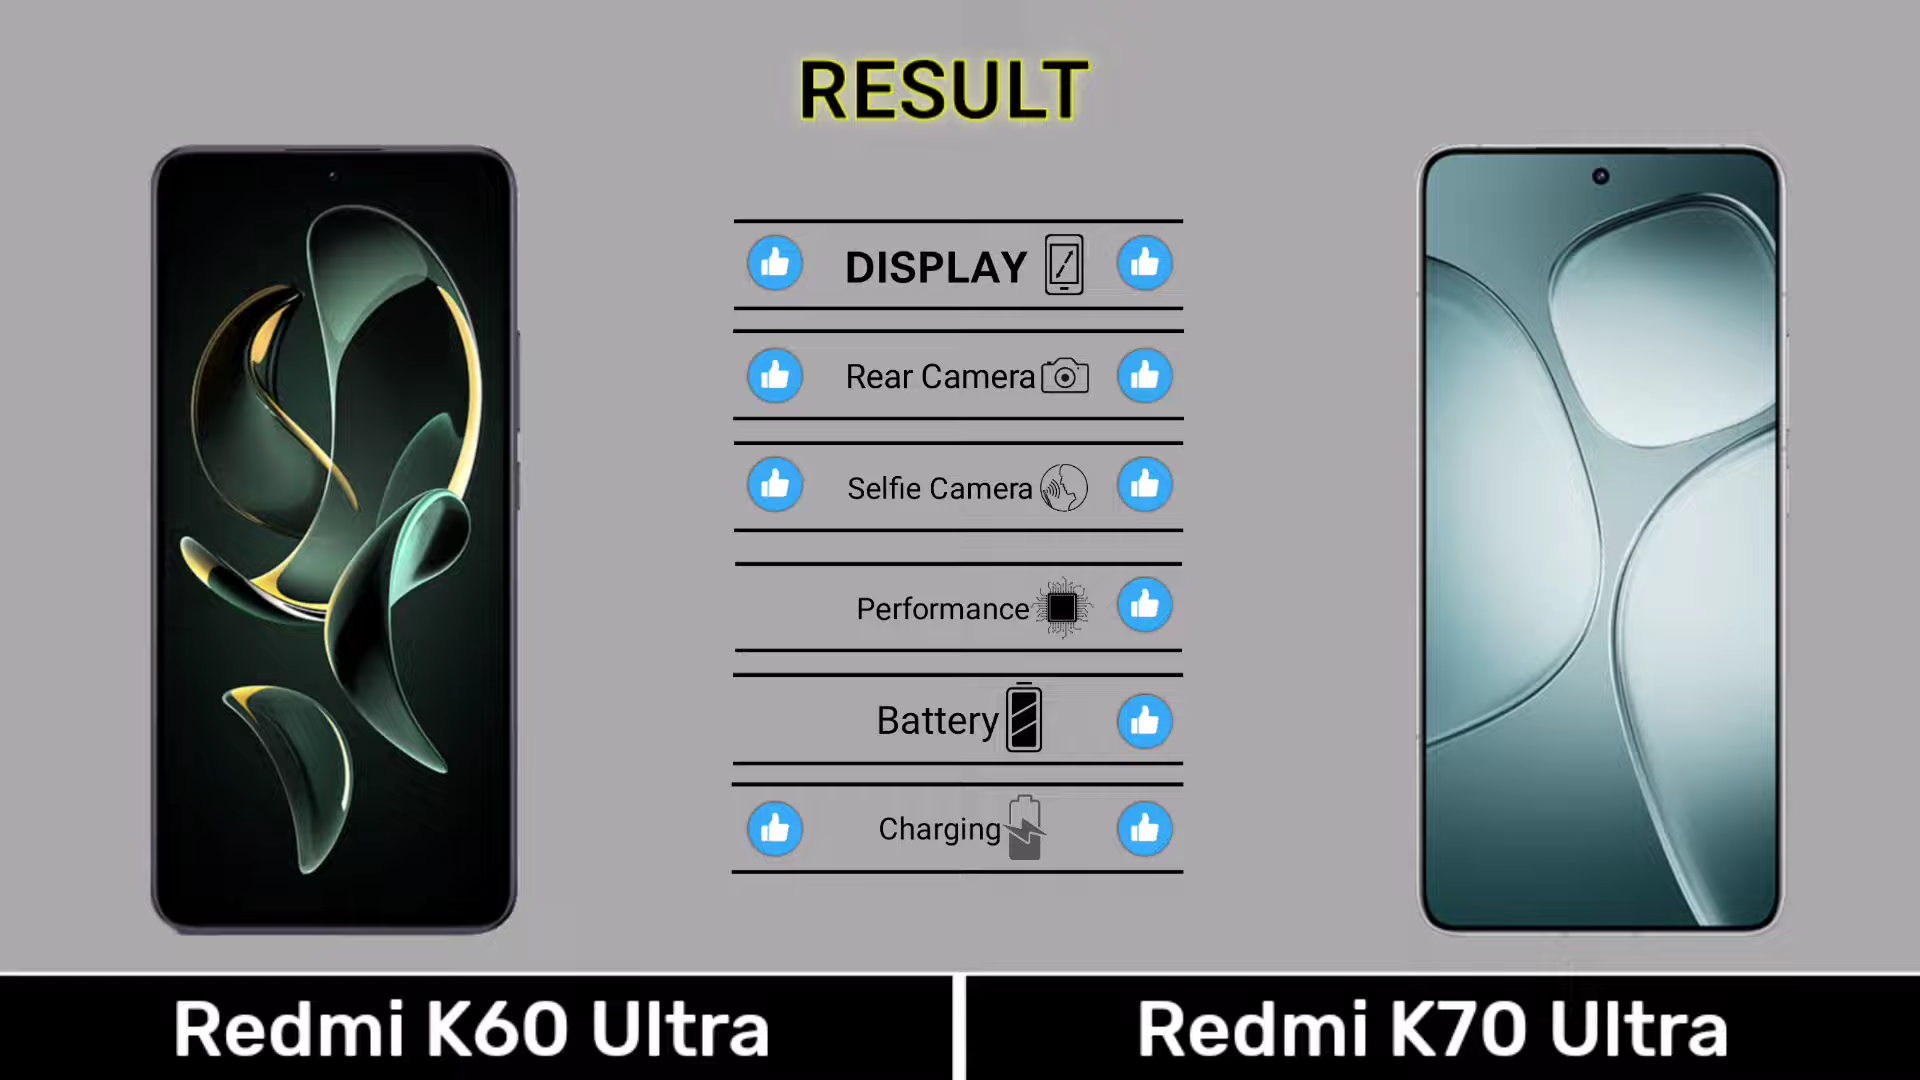 RESULT
DISPLAY
Rear Camera
Selfie Camera
Performance
Battery
Charging
Redmi K60 Ultra
Redmi K70 Ultra